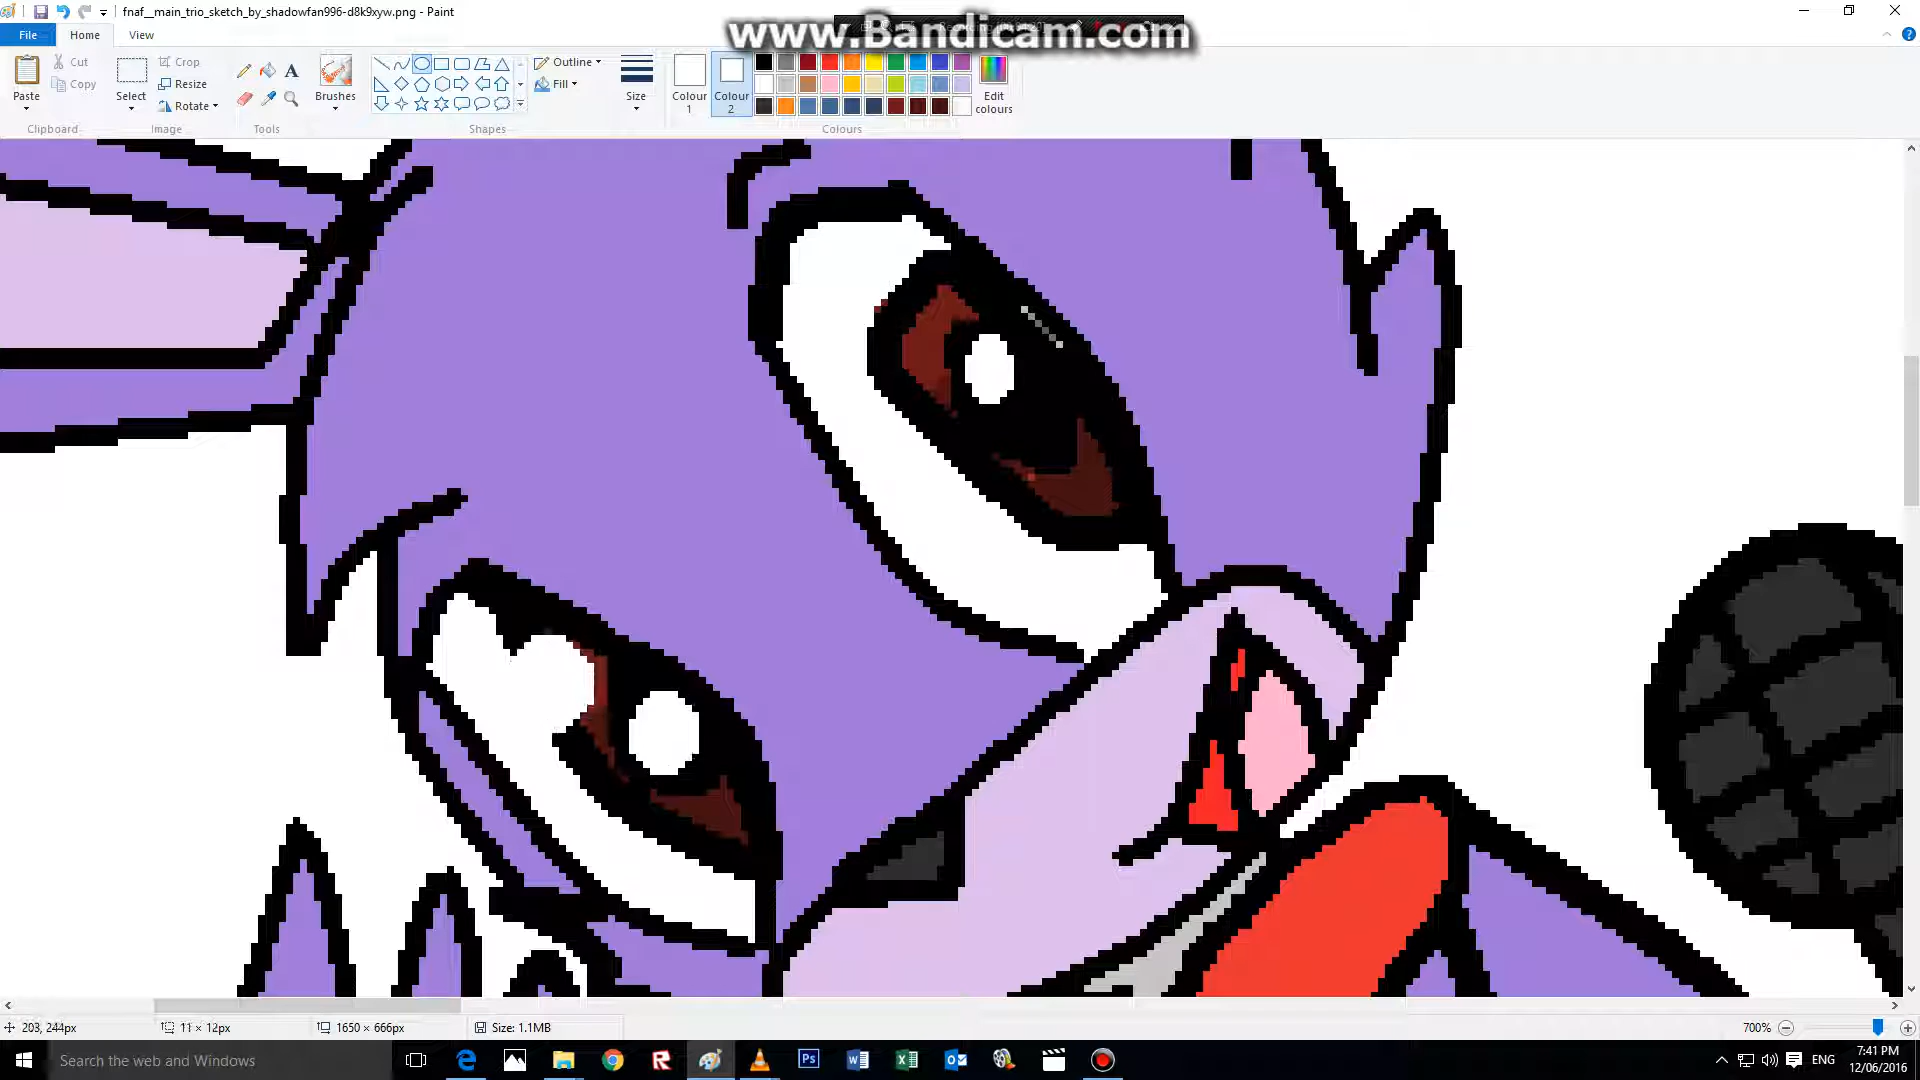 fnaf__main_trio_sketch_by_shadowfan996-d8k9xyw.png - Paint
www.Bandicam.com
File
Home
View
Paste
Cut
Copy
Clipboard
Select
Crop
Resize
Rotate
Image
Tools
Brushes
Shapes
Outline
Fill
Size
Colour 1
Colour 2
Edit colours
Colours
203, 244px
11 × 12px
1650 × 666px
Size: 1.1MB
700%
Search the web and Windows
ENG
7:41 PM
12/06/2016